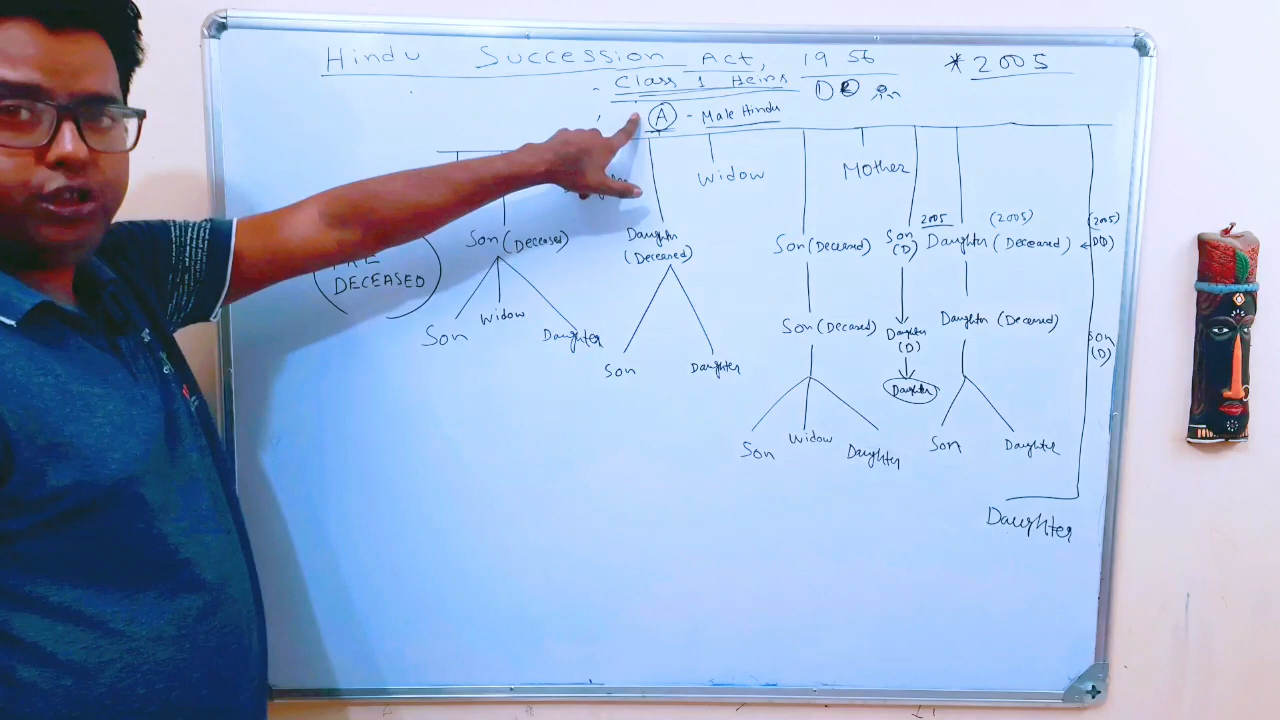 Hindu Succession Act, 1956 *2005
Class 1 Heirs
A - Male Hindu
Widow
Mother
2005
(2005)
(2005)
Son (Deceased)
Daughter
(Deceased)
Son (Deceased)
Son
(D)
Daughter (Deceased)
(D)
DECEASED
Son
Widow
Daughter
Son
Daughter
Son (Deceased)
Daughter
(D)
Daughter (Deceased)
Son
(D)
Daughter
Son
Widow
Daughter
Son
Daughter
Daughter